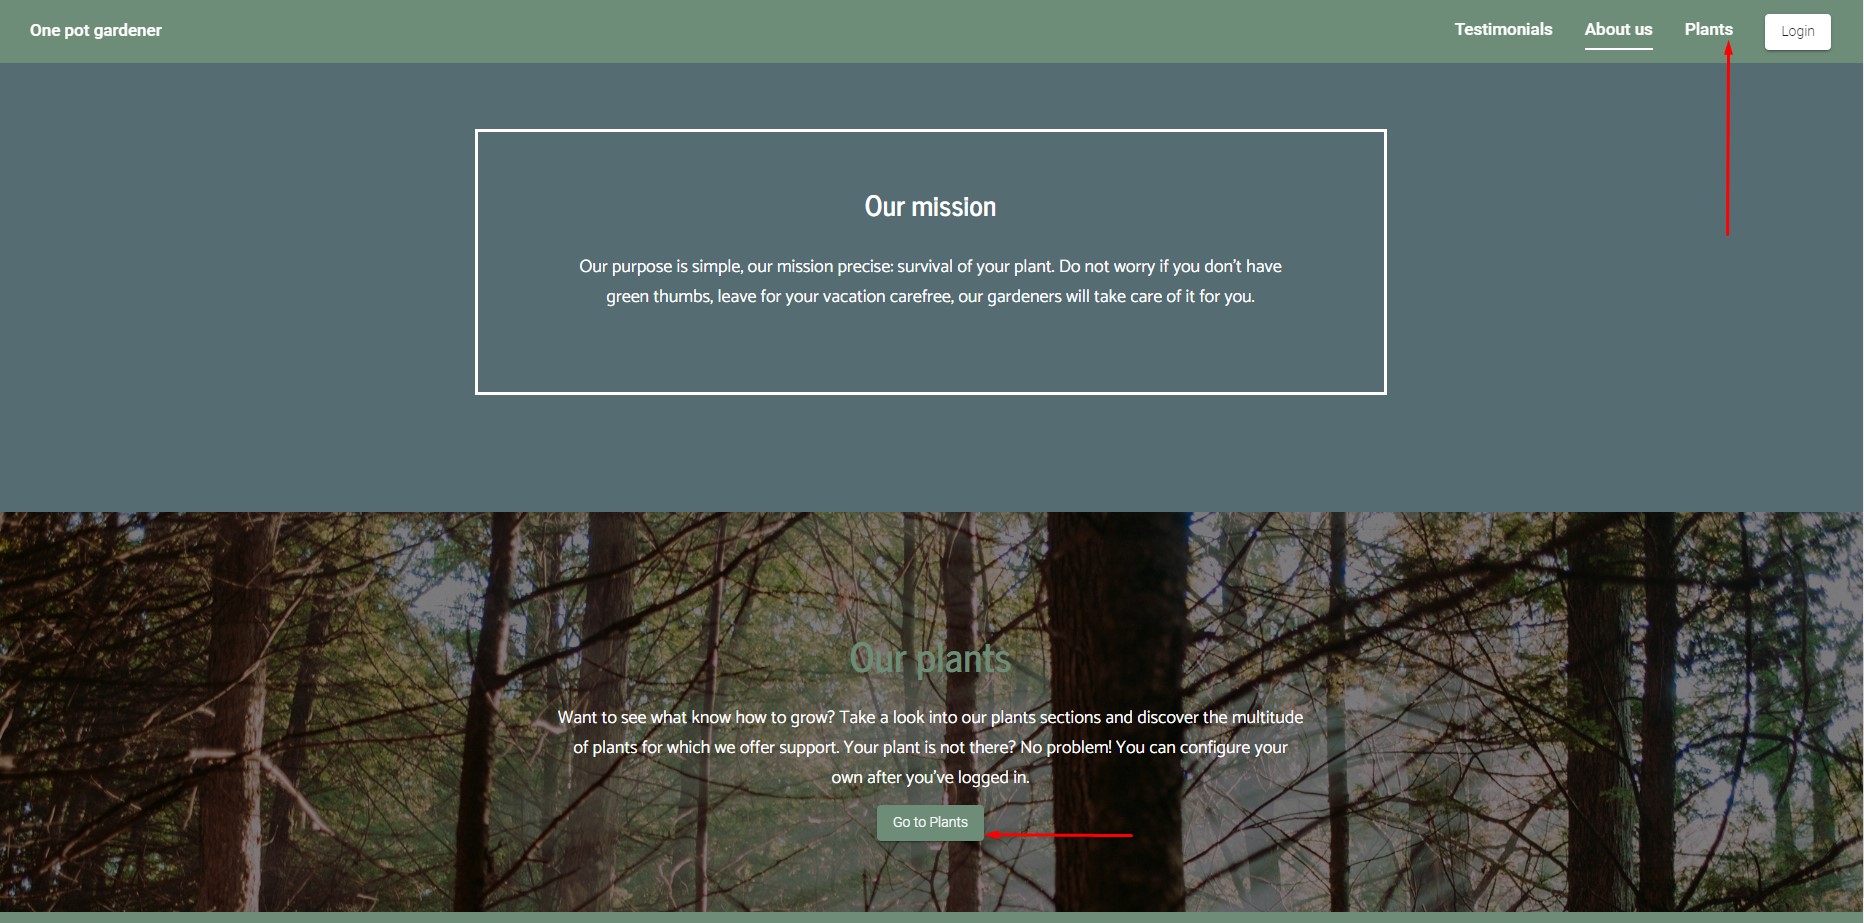 One pot gardener
Testimonials
About us
Plants
Login
Our mission
Our purpose is simple, our mission precise: survival of your plant. Do not worry if you don't have
green thumbs, leave for your vacation carefree, our gardeners will take care of it for you.
Our plants
Want to see what know how to grow? Take a look into our plants sections and discover the multitude
of plants for which we offer support. Your plant is not there? No problem! You can configure your
own after you've logged in.
Go to Plants